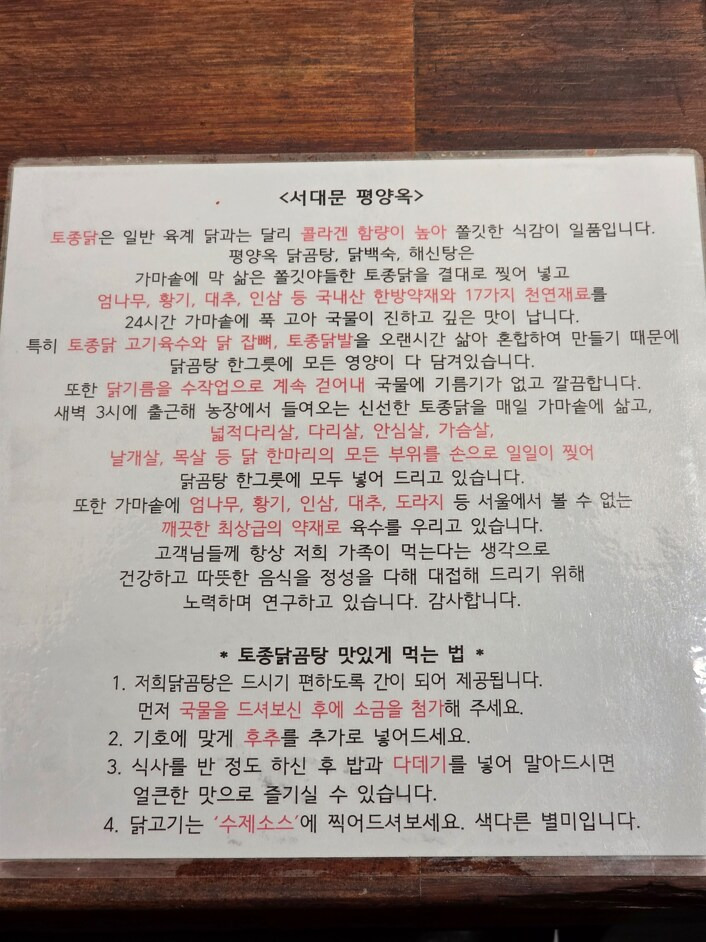 <서대문 평양옥>
토종닭은 일반 육계 닭과는 달리 콜라겐 함량이 높아 쫄깃한 식감이 일품입니다.
평양옥 닭곰탕, 닭백숙, 해신탕은
가마솥에 막 삶은 쫄깃야들한 토종닭을 결대로 찢어 넣고
엄나무, 황기, 대추, 인삼 등 국내산 한방약재와 17가지 천연재료를
24시간 가마솥에 푹 고아 국물이 진하고 깊은 맛이 납니다.
특히 토종닭 고기육수와 닭 잡뼈, 토종닭발을 오랜시간 삶아 혼합하여 만들기 때문에
닭곰탕 한그릇에 모든 영양이 다 담겨있습니다.
또한 닭기름을 수작업으로 계속 걷어내 국물에 기름기가 없고 깔끔합니다.
새벽 3시에 출근해 농장에서 들여오는 신선한 토종닭을 매일 가마솥에 삶고,
넓적다리살, 다리살, 안심살, 가슴살,
날개살, 목살 등 닭 한마리의 모든 부위를 손으로 일일이 찢어
닭곰탕 한그릇에 모두 넣어 드리고 있습니다.
또한 가마솥에 엄나무, 황기, 인삼, 대추, 도라지 등 서울에서 볼 수 없는
깨끗한 최상급의 약재로 육수를 우리고 있습니다.
고객님들께 항상 저희 가족이 먹는다는 생각으로
건강하고 따뜻한 음식을 정성을 다해 대접해 드리기 위해
노력하며 연구하고 있습니다. 감사합니다.
* 토종닭곰탕 맛있게 먹는 법 *
1. 저희닭곰탕은 드시기 편하도록 간이 되어 제공됩니다.
먼저 국물을 드셔보신 후에 소금을 첨가해 주세요.
2. 기호에 맞게 후추를 추가로 넣어드세요.
3. 식사를 반 정도 하신 후 밥과 다데기를 넣어 말아드시면
얼큰한 맛으로 즐기실 수 있습니다.
4. 닭고기는 '수제소스'에 찍어드셔보세요. 색다른 별미입니다.